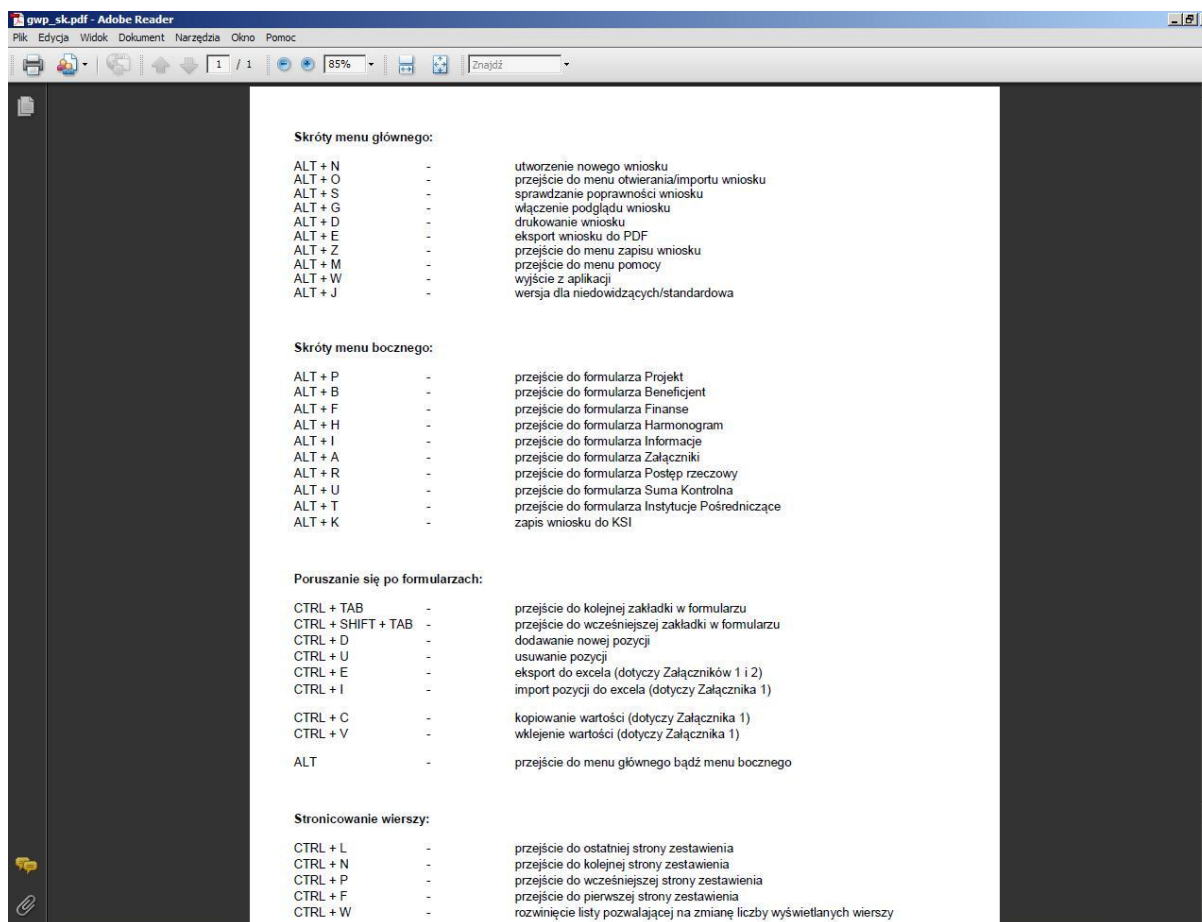 gwp_sk.pdf - Adobe Reader
Plik Edycja Widok Dokument Narzędzia Okno Pomoc
1 / 1 85% Znajdź
Skróty menu głównego:
ALT + N - utworzenie nowego wniosku
ALT + O - przejście do menu otwierania/importu wniosku
ALT + S - sprawdzanie poprawności wniosku
ALT + G - włączenie podglądu wniosku
ALT + D - drukowanie wniosku
ALT + E - eksport wniosku do PDF
ALT + Z - przejście do menu zapisu wniosku
ALT + M - przejście do menu pomocy
ALT + W - wyjście z aplikacji
ALT + J - wersja dla niedowidzących/standardowa
Skróty menu bocznego:
ALT + P - przejście do formularza Projekt
ALT + B - przejście do formularza Beneficjent
ALT + F - przejście do formularza Finanse
ALT + H - przejście do formularza Harmonogram
ALT + I - przejście do formularza Informacje
ALT + A - przejście do formularza Załączniki
ALT + R - przejście do formularza Postęp rzeczowy
ALT + U - przejście do formularza Suma Kontrolna
ALT + T - przejście do formularza Instytucje Pośredniczące
ALT + K - zapis wniosku do KSI
Poruszanie się po formularzach:
CTRL + TAB - przejście do kolejnej zakładki w formularzu
CTRL + SHIFT + TAB - przejście do wcześniejszej zakładki w formularzu
CTRL + D - dodawanie nowej pozycji
CTRL + U - usuwanie pozycji
CTRL + E - eksport do excela (dotyczy Załączników 1 i 2)
CTRL + I - import pozycji do excela (dotyczy Załącznika 1)
CTRL + C - kopiowanie wartości (dotyczy Załącznika 1)
CTRL + V - wklejenie wartości (dotyczy Załącznika 1)
ALT - przejście do menu głównego bądź menu bocznego
Stronicowanie wierszy:
CTRL + L - przejście do ostatniej strony zestawienia
CTRL + N - przejście do kolejnej strony zestawienia
CTRL + P - przejście do wcześniejszej strony zestawienia
CTRL + F - przejście do pierwszej strony zestawienia
CTRL + W - rozwinięcie listy pozwalającej na zmianę liczby wyświetlanych wierszy